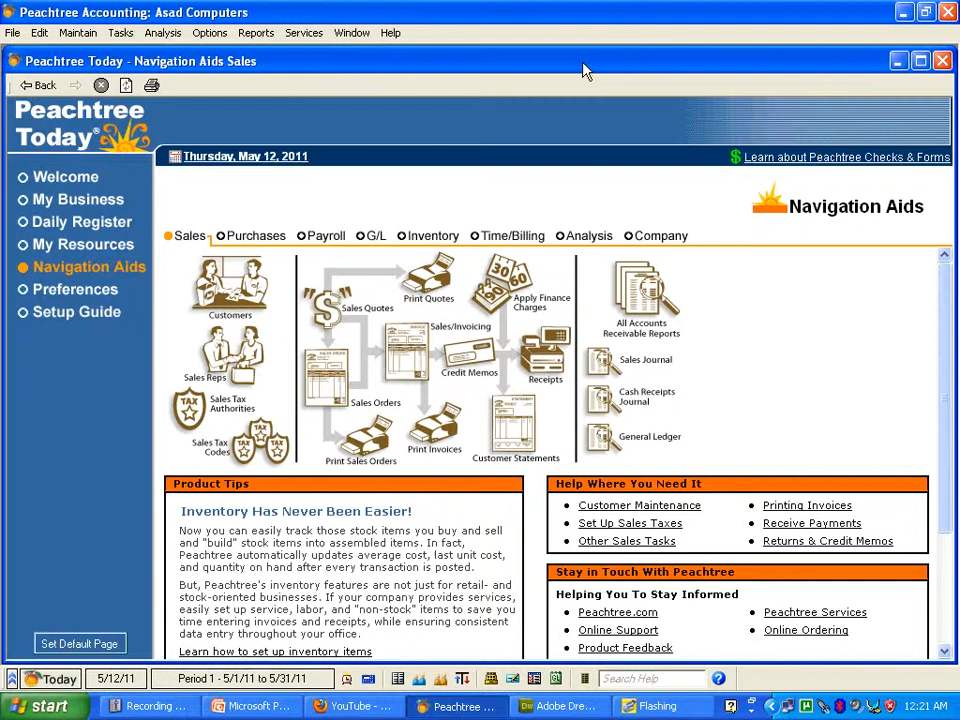 Peachtree Accounting: Asad Computers
File Edit Maintain Tasks Analysis Options Reports Services Window Help
Peachtree Today - Navigation Aids Sales
Back
Peachtree
Today®
Thursday, May 12, 2011
$ Learn about Peachtree Checks & Forms
Welcome
My Business
Daily Register
My Resources
Navigation Aids
Preferences
Setup Guide
Navigation Aids
Sales Purchases Payroll G/L Inventory Time/Billing Analysis Company
Customers
Sales Reps
Sales Tax
Authorities
TAX
Sales Tax
Codes
TAX
TAX
TAX
"$"
Sales Quotes
Print Quotes
30
60
90
Apply Finance
Charges
Sales/Invoicing
Credit Memos
Receipts
Sales Orders
Print Sales Orders
Print Invoices
Customer Statements
All Accounts
Receivable Reports
Sales Journal
Cash Receipts
Journal
General Ledger
Product Tips
Inventory Has Never Been Easier!
Now you can easily track those stock items you buy and sell
and "build" stock items into assembled items. In fact,
Peachtree automatically updates average cost, last unit cost,
and quantity on hand after every transaction is posted.
But, Peachtree's inventory features are not just for retail- and
stock-oriented businesses. If your company provides services,
easily set up service, labor, and "non-stock" items to save you
time entering invoices and receipts, while ensuring consistent
data entry throughout your office.
Learn how to set up inventory items
Help Where You Need It
Customer Maintenance
Set Up Sales Taxes
Other Sales Tasks
Printing Invoices
Receive Payments
Returns & Credit Memos
Stay in Touch With Peachtree
Helping You To Stay Informed
Peachtree.com
Online Support
Product Feedback
Peachtree Services
Online Ordering
Set Default Page
Today 5/12/11 Period 1 - 5/1/11 to 5/31/11 Search Help
start Recording ... Microsoft P... YouTube - ... Peachtree ... Adobe Dre... Flashing 12:21 AM